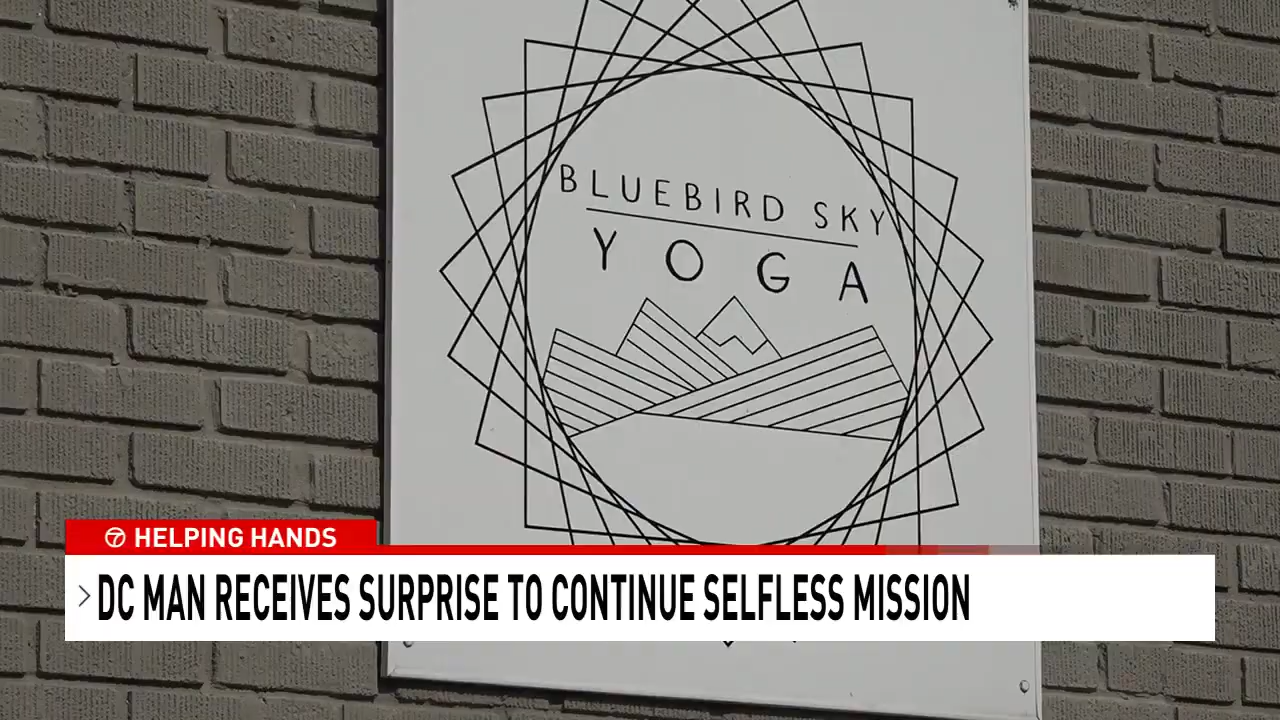 BLUEBIRD SKY
YOGA
7 HELPING HANDS
DC MAN RECEIVES SURPRISE TO CONTINUE SELFLESS MISSION